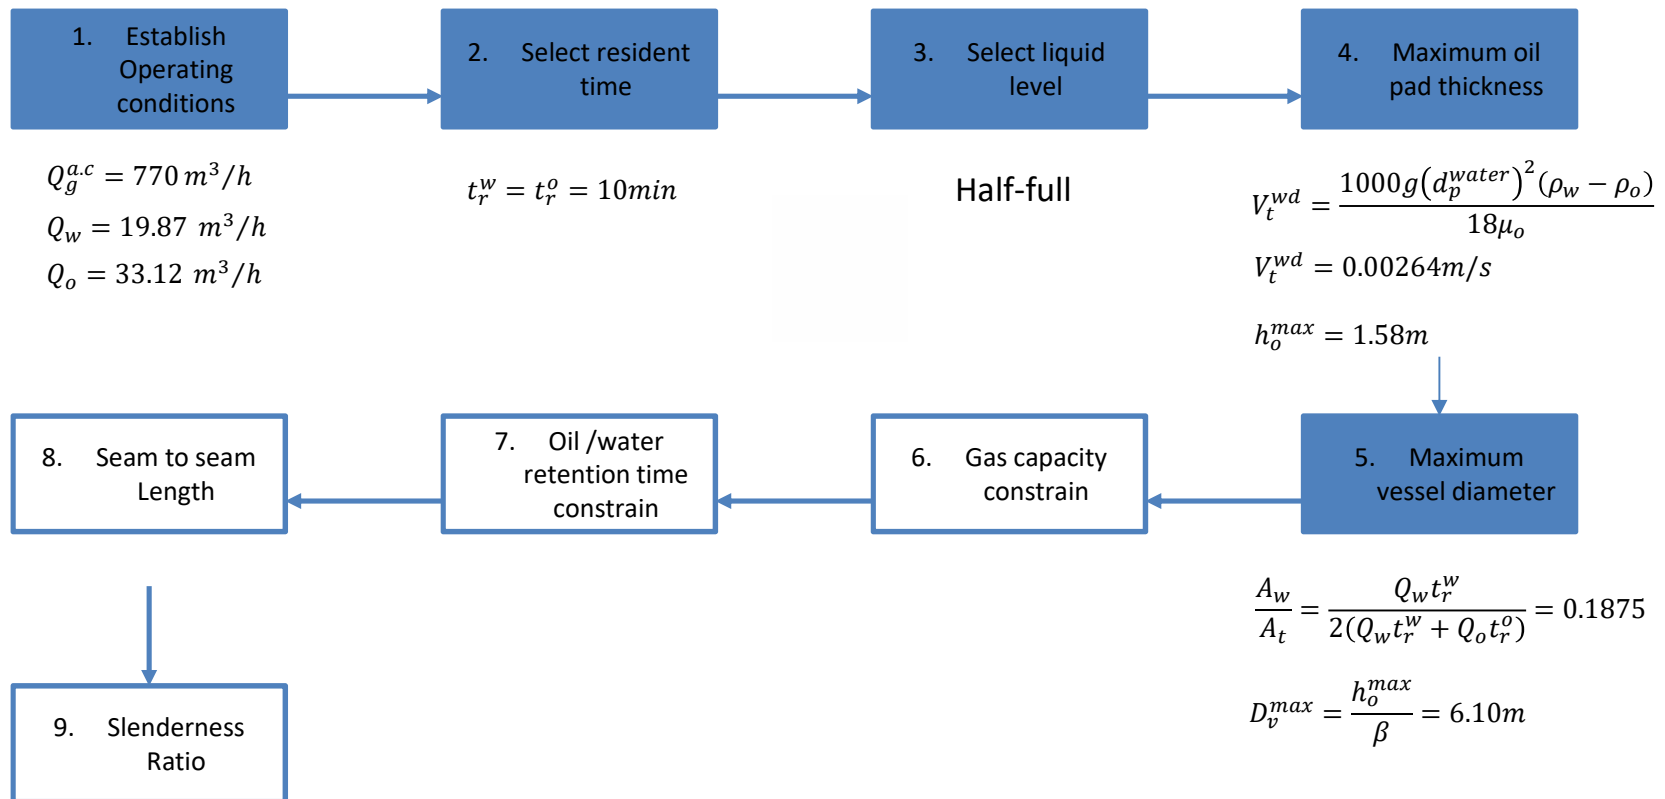 1. Establish
Operating
conditions
2. Select resident
time
3. Select liquid
level
4. Maximum oil
pad thickness
Q_g^{a.c} = 770 m^3/h
Q_w = 19.87 m^3/h
Q_o = 33.12 m^3/h
t_r^w = t_r^o = 10min
Half-full
V_t^{wd} = \frac{1000g(d_p^{water})^2(ρ_w − ρ_o)}{18μ_o}
V_t^{wd} = 0.00264m/s
h_o^{max} = 1.58m
8. Seam to seam
Length
7. Oil /water
retention time
constrain
6. Gas capacity
constrain
5. Maximum
vessel diameter
\frac{A_w}{A_t} = \frac{Q_w t_r^w}{2(Q_w t_r^w + Q_o t_r^o)} = 0.1875
D_v^{max} = \frac{h_o^{max}}{β} = 6.10m
9. Slenderness
Ratio